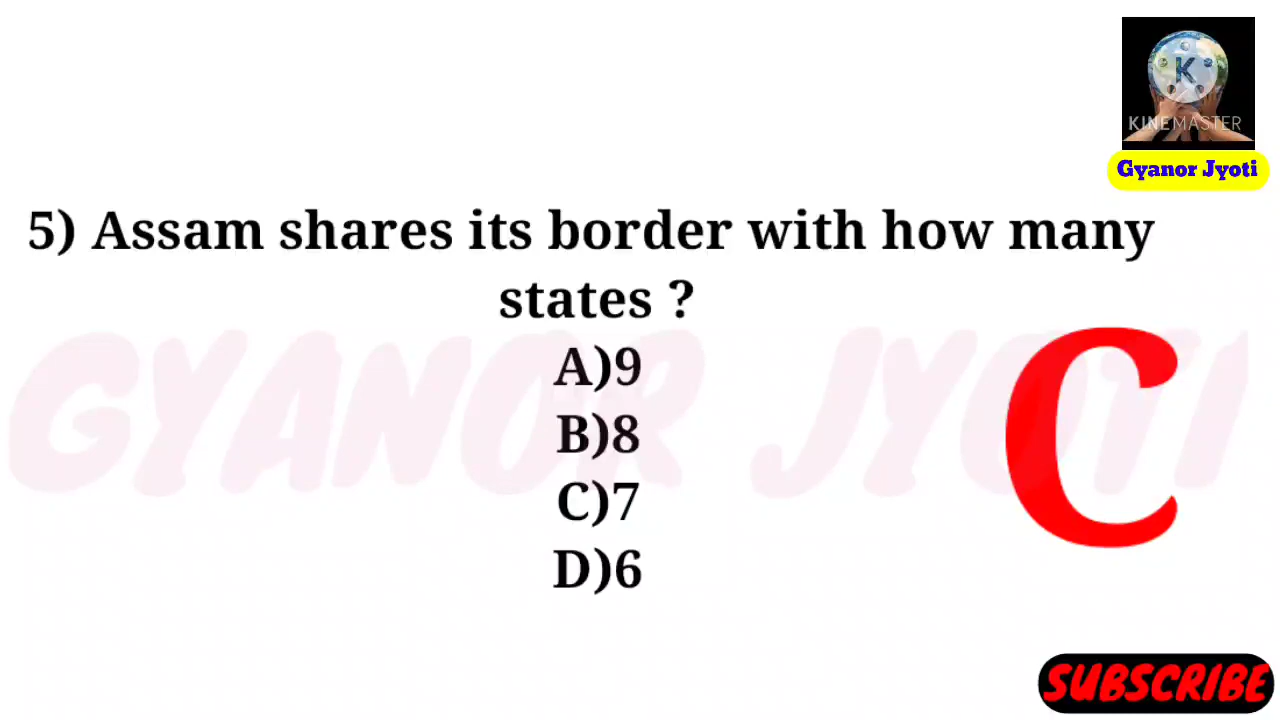 K
KINEMASTER
Gyanor Jyoti
5) Assam shares its border with how many
states ?
A)9
B)8
C)7
D)6
C
GYANOR JYOTI
SUBSCRIBE